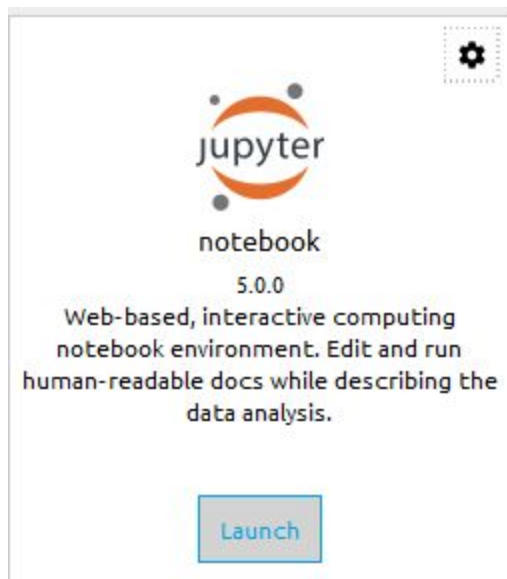 jupyter
notebook
5.0.0
Web-based, interactive computing
notebook environment. Edit and run
human-readable docs while describing the
data analysis.
Launch